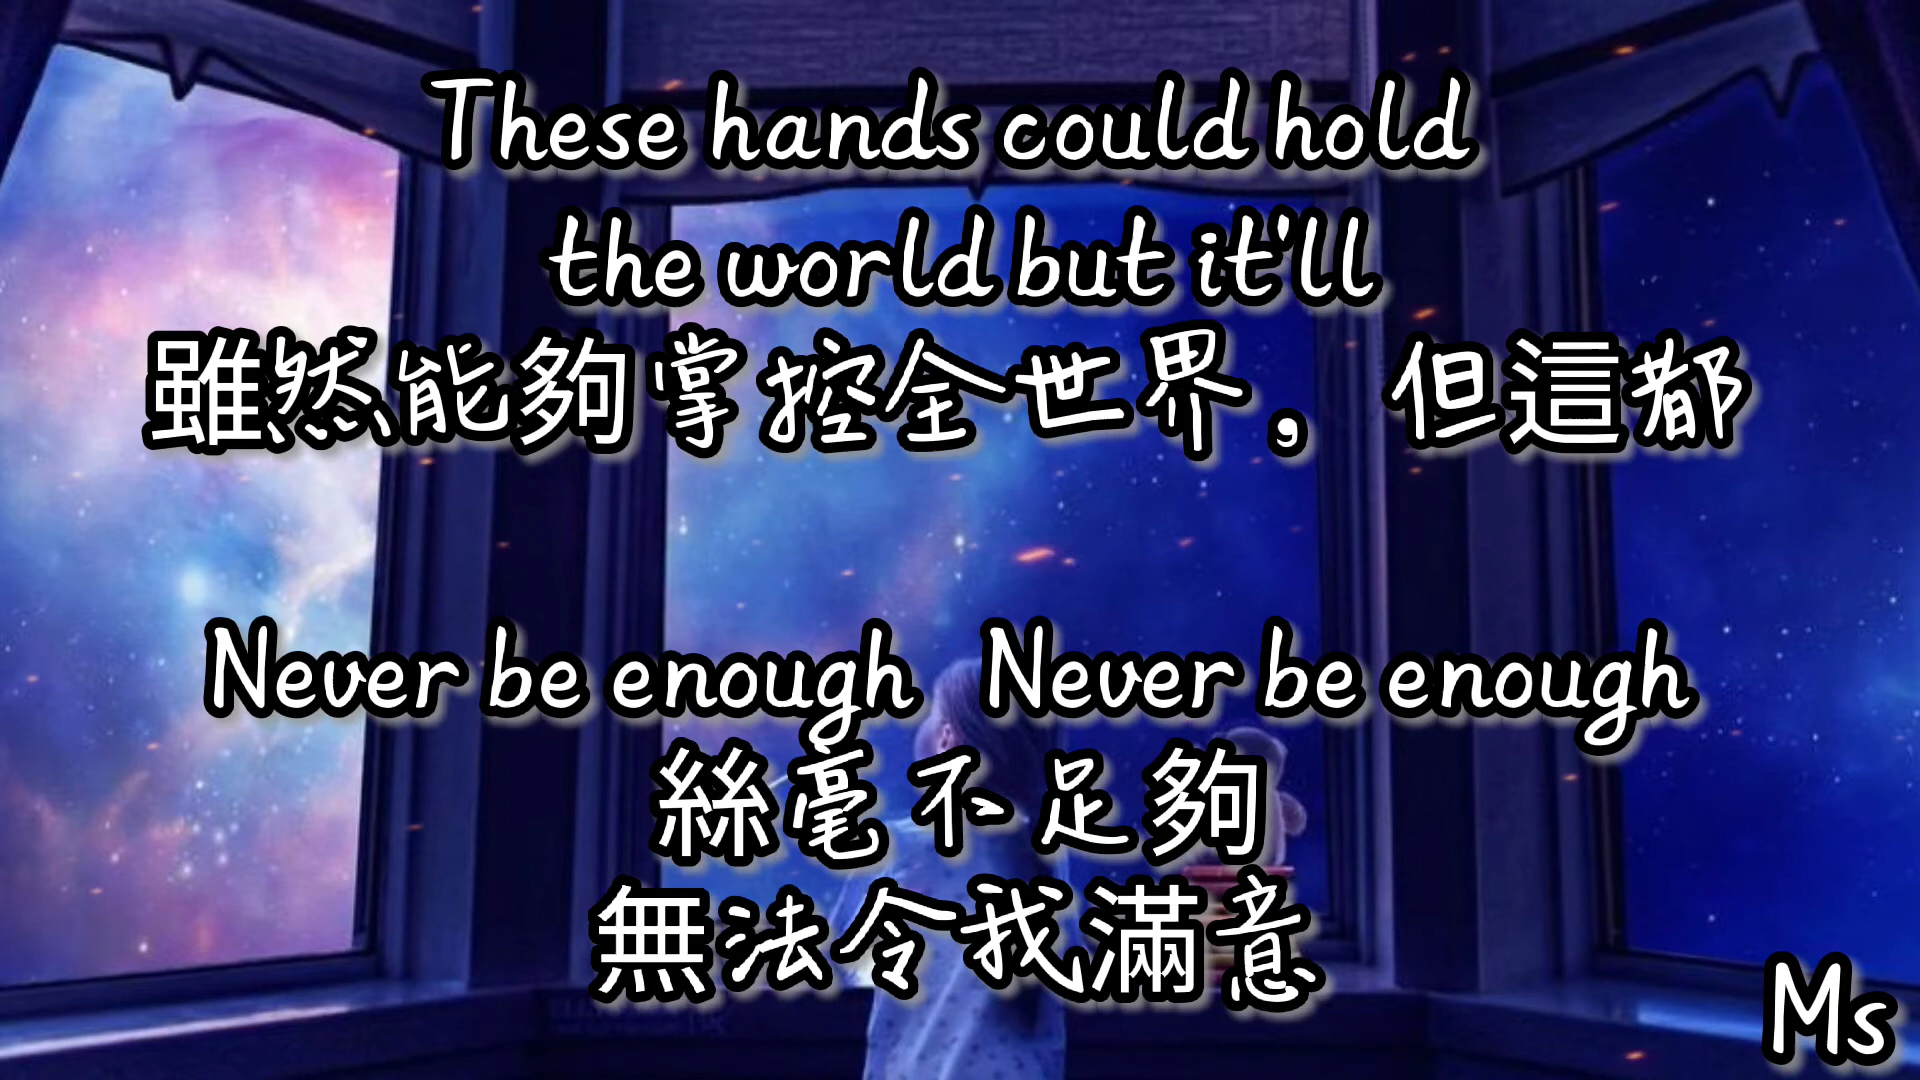 These hands could hold
the world but it'll
雖然能夠掌控全世界，但這都
Never be enough Never be enough
絲毫不足夠
無法令我滿意
Ms